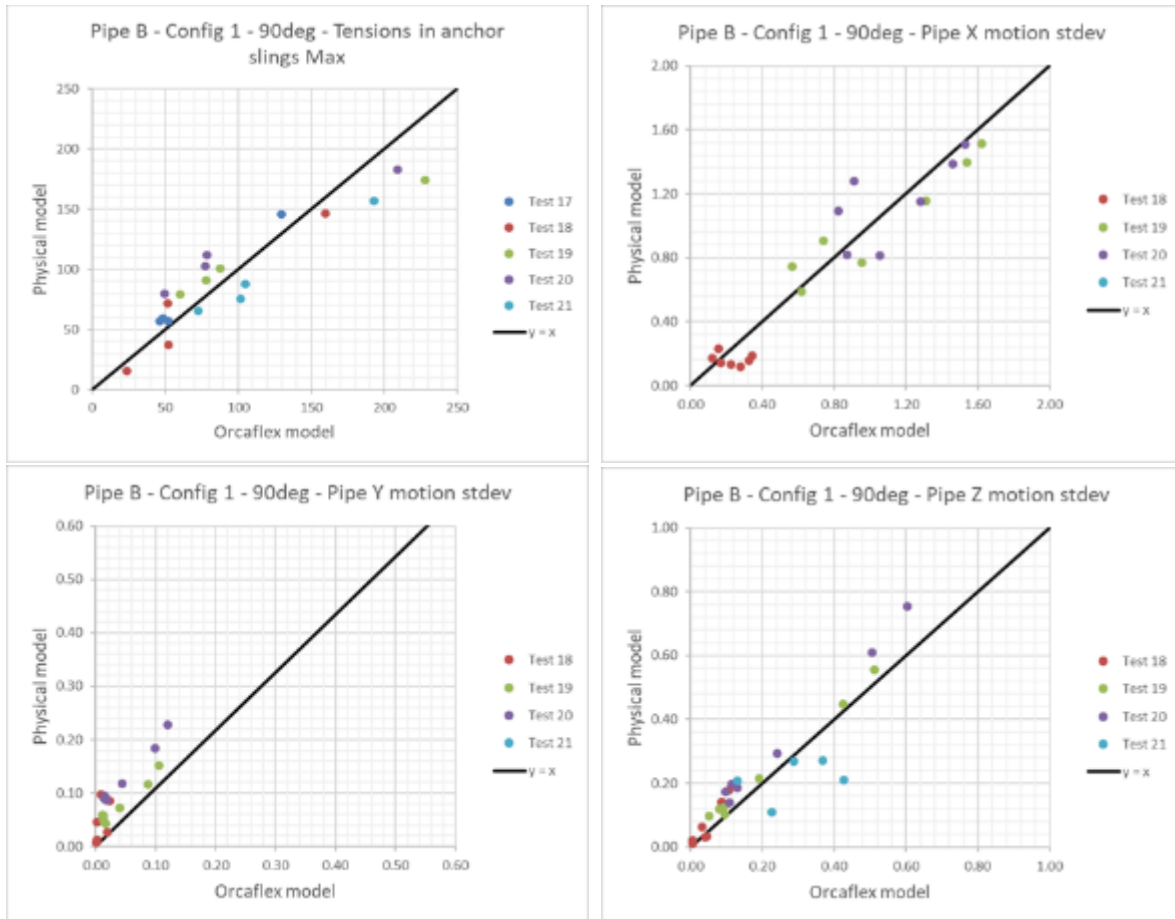 Pipe B - Config 1 - 90deg - Tensions in anchor
slings Max
250
200
150
100
50
0
0 50 100 150 200 250
Physical model
Orcaflex model
Test 17
Test 18
Test 19
Test 20
Test 21
y = x
Pipe B - Config 1 - 90deg - Pipe X motion stdev
2.00
1.60
1.20
0.80
0.40
0.00
0.00 0.40 0.80 1.20 1.60 2.00
Physical model
Orcaflex model
Test 18
Test 19
Test 20
Test 21
y = x
Pipe B - Config 1 - 90deg - Pipe Y motion stdev
0.60
0.50
0.40
0.30
0.20
0.10
0.00
0.00 0.10 0.20 0.30 0.40 0.50 0.60
Physical model
Orcaflex model
Test 18
Test 19
Test 20
Test 21
y = x
Pipe B - Config 1 - 90deg - Pipe Z motion stdev
1.00
0.80
0.60
0.40
0.20
0.00
0.00 0.20 0.40 0.60 0.80 1.00
Physical model
Orcaflex model
Test 18
Test 19
Test 20
Test 21
y = x